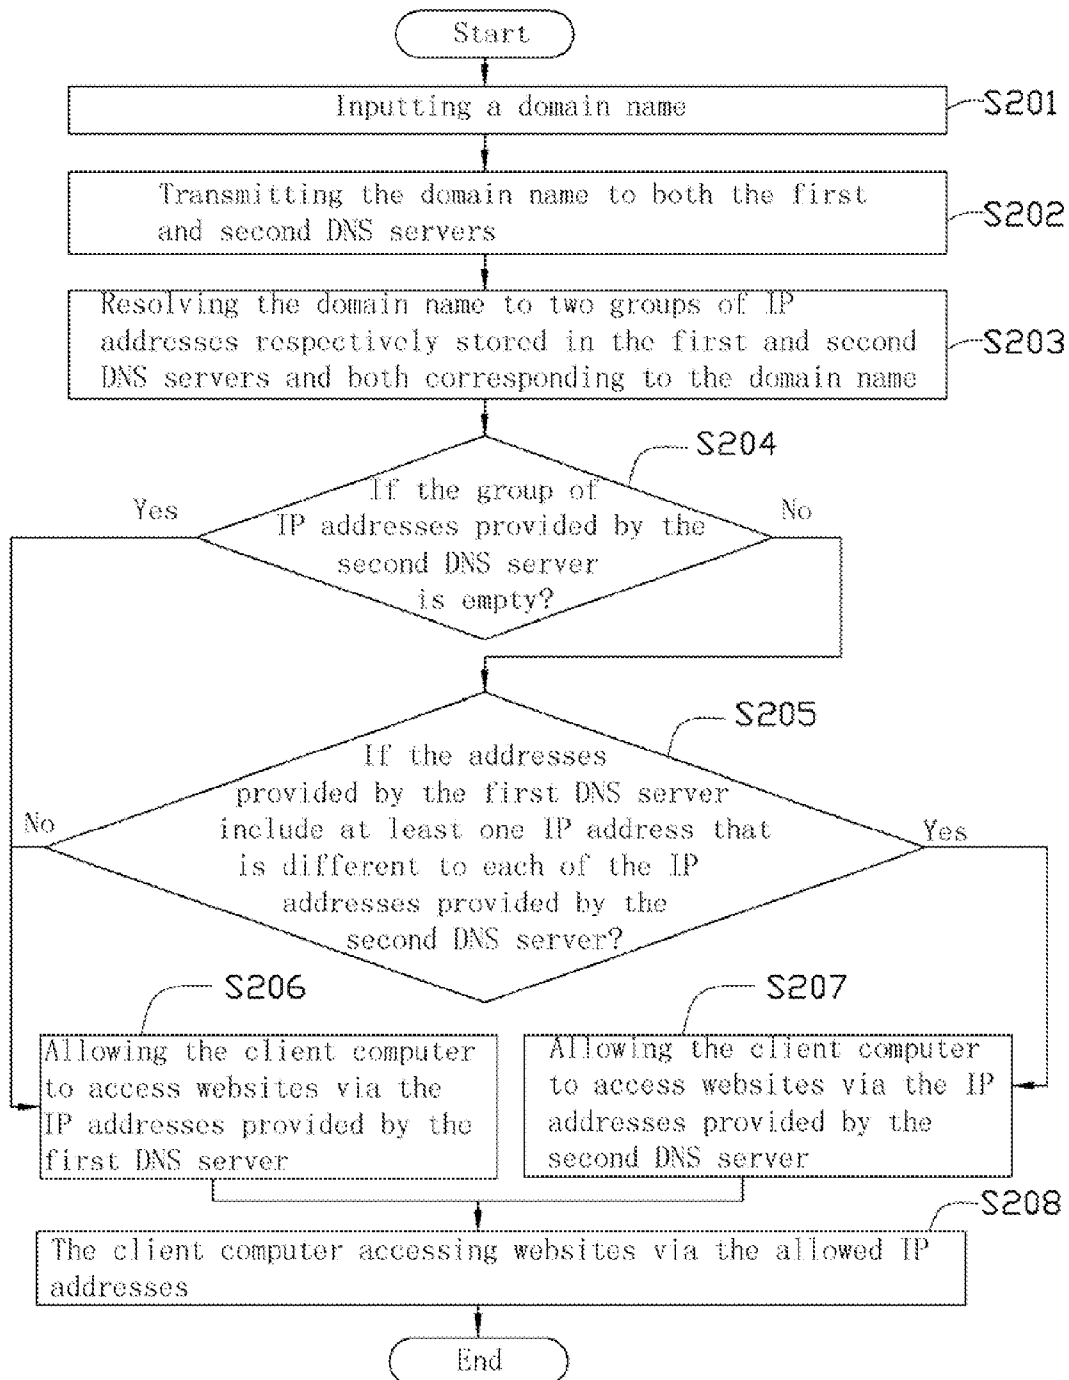 Start
Inputting a domain name
S201
Transmitting the domain name to both the first
and second DNS servers
S202
Resolving the domain name to two groups of IP
addresses respectively stored in the first and second
DNS servers and both corresponding to the domain name
S203
S204
Yes
If the group of
IP addresses provided by the
second DNS server
is empty?
No
S205
If the addresses
provided by the first DNS server
include at least one IP address that
is different to each of the IP
addresses provided by the
second DNS server?
No
Yes
S206
Allowing the client computer
to access websites via the
IP addresses provided by the
first DNS server
S207
Allowing the client computer
to access websites via the IP
addresses provided by the
second DNS server
S208
The client computer accessing websites via the allowed IP
addresses
End